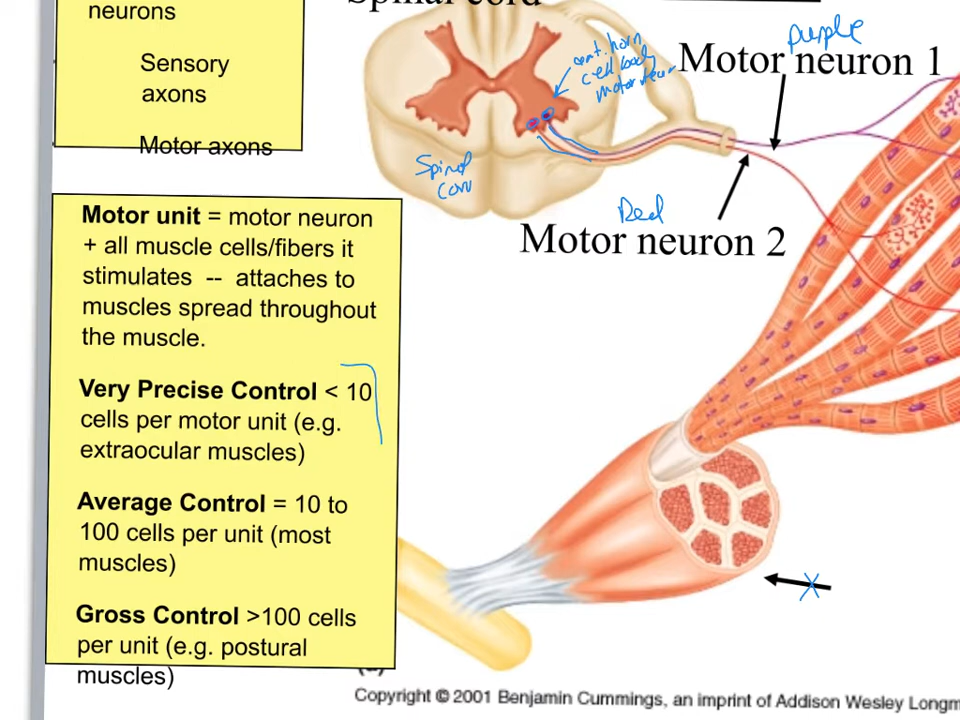 neurons
Sensory
axons
Motor axons
Spinal cord
purple
Motor neuron 1
cell body
Spinal
Red
Motor neuron 2
Motor unit = motor neuron
+ all muscle cells/fibers it
stimulates -- attaches to
muscles spread throughout
the muscle.
Very Precise Control < 10
cells per motor unit (e.g.
extraocular muscles)
Average Control = 10 to
100 cells per unit (most
muscles)
Gross Control >100 cells
per unit (e.g. postural
muscles)
Copyright © 2001 Benjamin Cummings, an imprint of Addison Wesley Longm